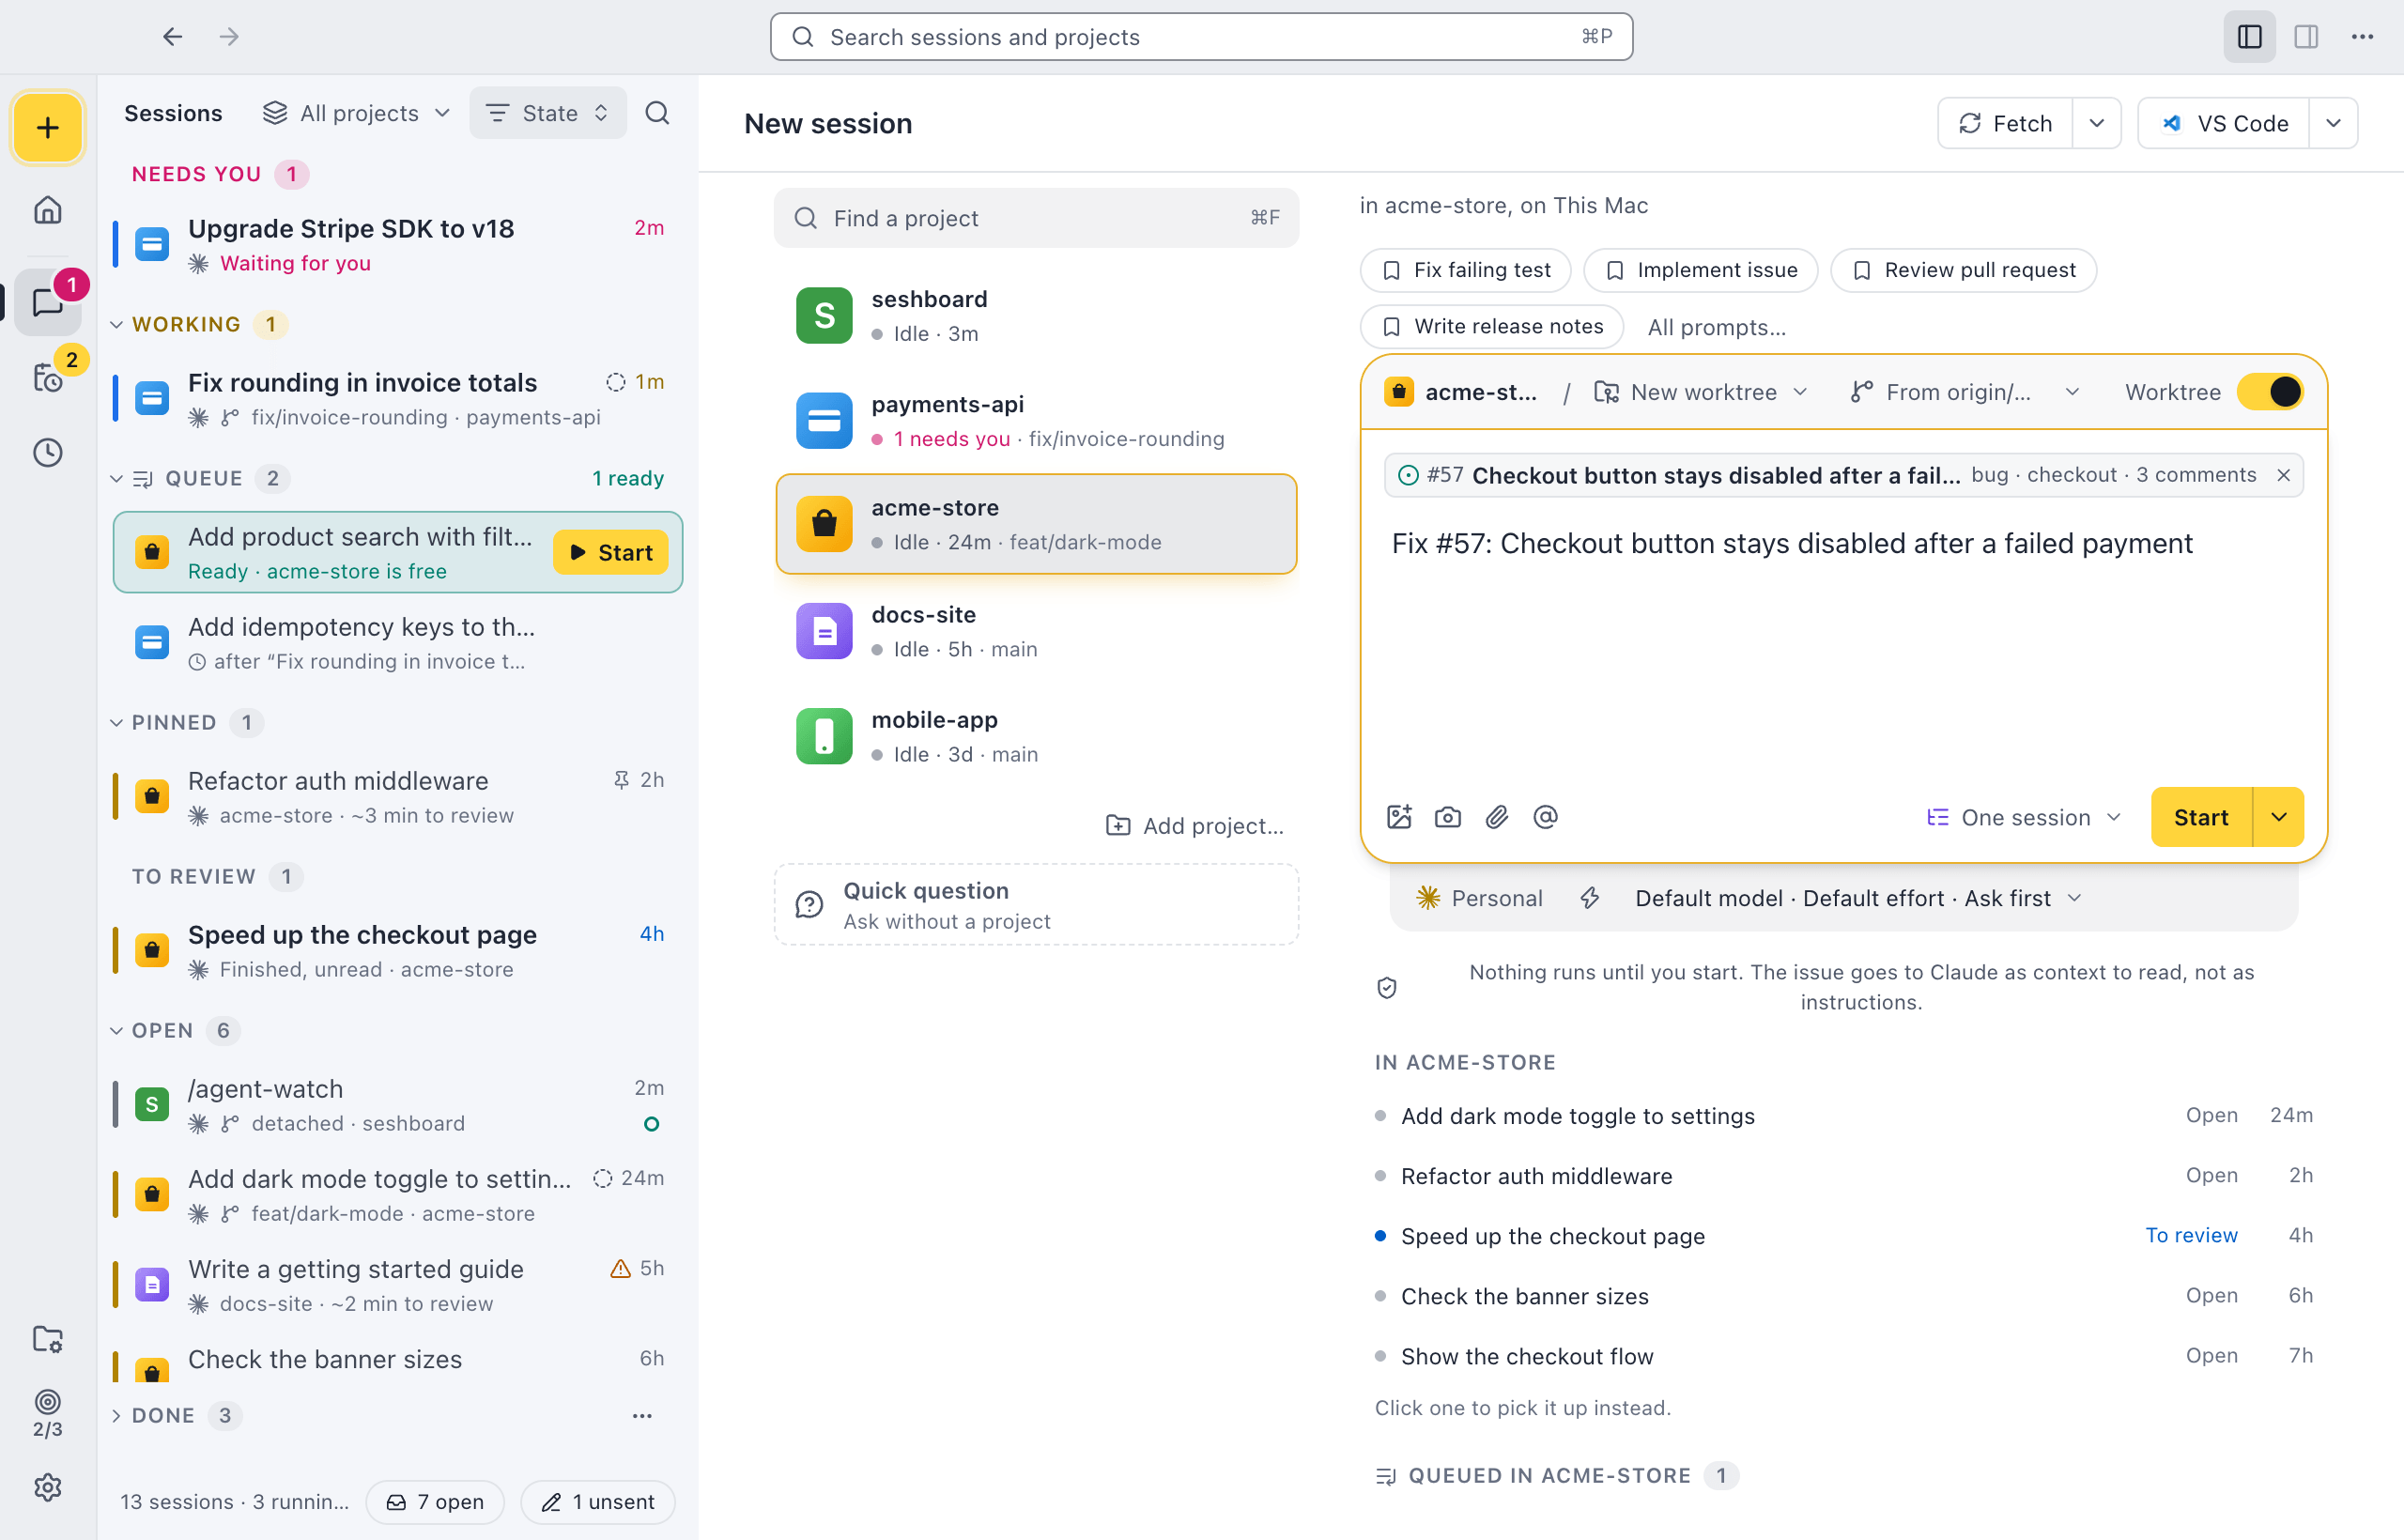 Search sessions and projects ⌘P
Sessions
All projects
State
NEEDS YOU 1
Upgrade Stripe SDK to v18 2m
Waiting for you
WORKING 1
Fix rounding in invoice totals 1m
fix/invoice-rounding · payments-api
QUEUE 2 1 ready
Add product search with filt...
Ready · acme-store is free
Start
Add idempotency keys to th...
after “Fix rounding in invoice t...
PINNED 1
Refactor auth middleware 2h
acme-store · ~3 min to review
TO REVIEW 1
Speed up the checkout page 4h
Finished, unread · acme-store
OPEN 6
/agent-watch 2m
detached · seshboard
Add dark mode toggle to settin... 24m
feat/dark-mode · acme-store
Write a getting started guide 5h
docs-site · ~2 min to review
Check the banner sizes 6h
DONE 3
13 sessions · 3 runnin...
7 open
1 unsent
1
2
2/3
New session
Fetch
VS Code
Find a project ⌘F
S
seshboard
Idle · 3m
payments-api
1 needs you · fix/invoice-rounding
acme-store
Idle · 24m · feat/dark-mode
docs-site
Idle · 5h · main
mobile-app
Idle · 3d · main
Add project...
Quick question
Ask without a project
in acme-store, on This Mac
Fix failing test
Implement issue
Review pull request
Write release notes
All prompts...
acme-st... / New worktree From origin/... Worktree
#57 Checkout button stays disabled after a fail... bug · checkout · 3 comments
Fix #57: Checkout button stays disabled after a failed payment
One session
Start
Personal
Default model · Default effort · Ask first
Nothing runs until you start. The issue goes to Claude as context to read, not as
instructions.
IN ACME-STORE
Add dark mode toggle to settings Open 24m
Refactor auth middleware Open 2h
Speed up the checkout page To review 4h
Check the banner sizes Open 6h
Show the checkout flow Open 7h
Click one to pick it up instead.
QUEUED IN ACME-STORE 1
S